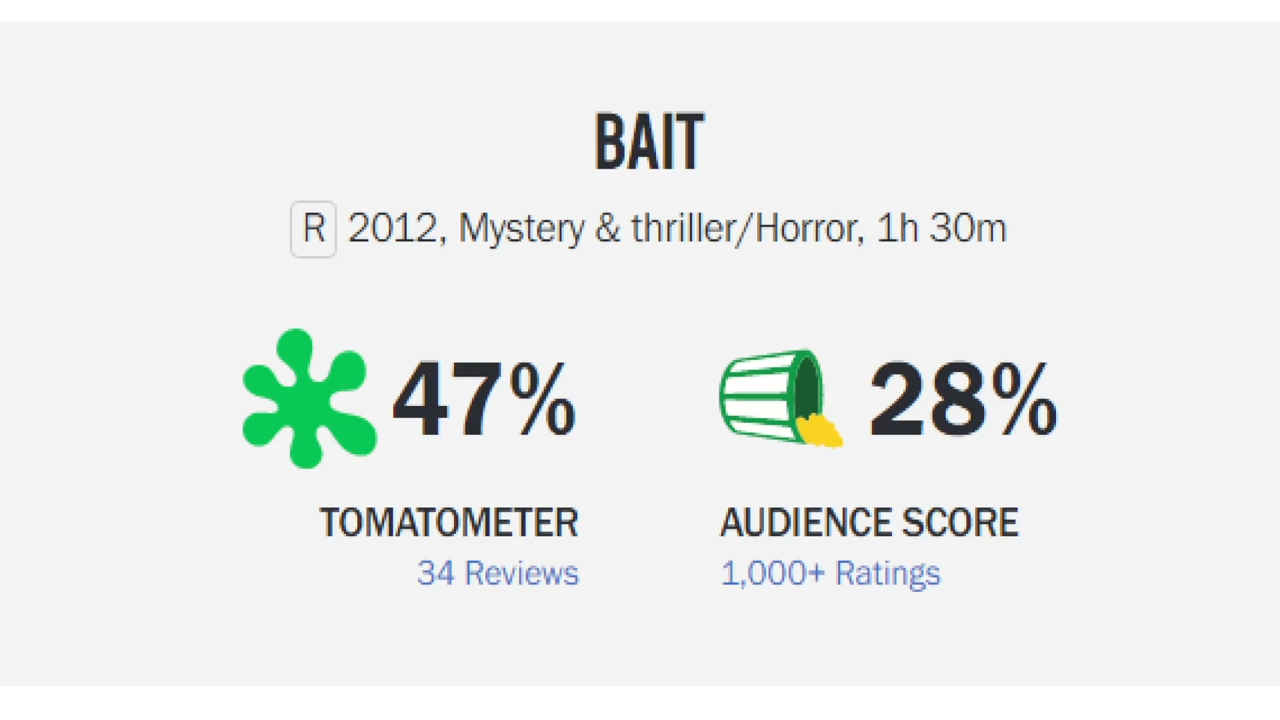 BAIT
R 2012, Mystery & thriller/Horror, 1h 30m
47%
28%
TOMATOMETER
AUDIENCE SCORE
34 Reviews
1,000+ Ratings